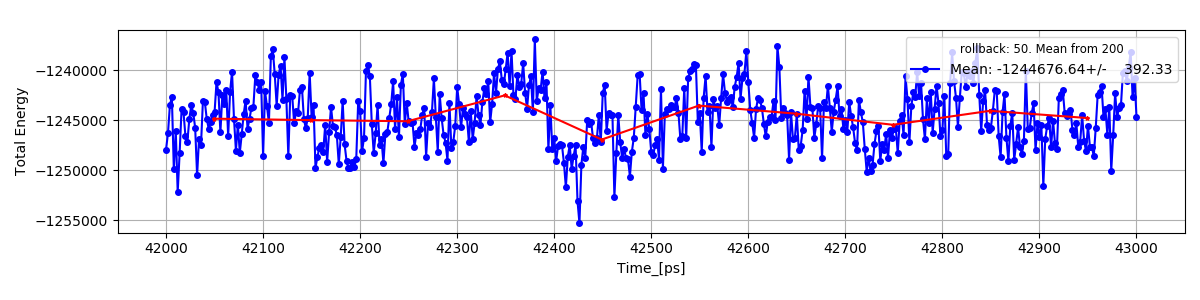 rollback: 50. Mean from 200
Mean: -1244676.64+/- 392.33
Total Energy
−1240000
−1245000
−1250000
−1255000
42000 42100 42200 42300 42400 42500 42600 42700 42800 42900 43000
Time_[ps]